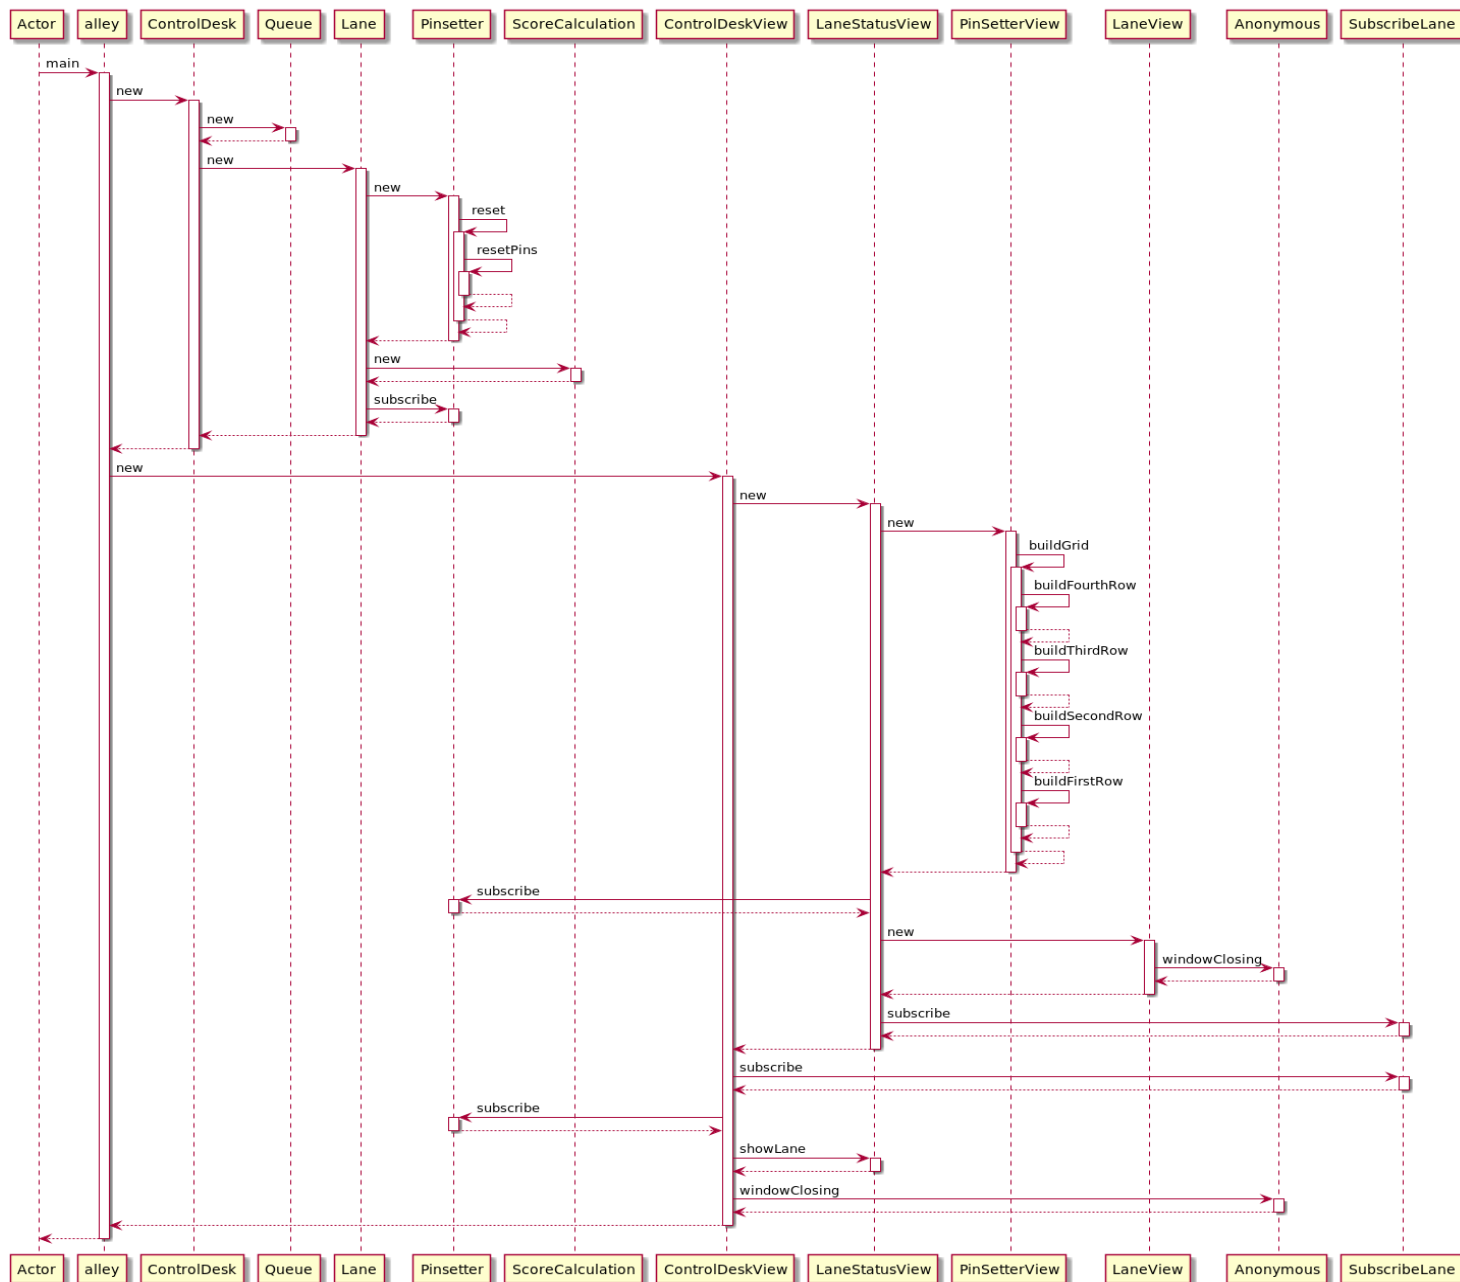 Actor alley ControlDesk Queue Lane Pinsetter ScoreCalculation ControlDeskView LaneStatusView PinSetterView LaneView Anonymous SubscribeLane
main
new
new
new
new
reset
resetPins
new
subscribe
new
new
new
buildGrid
buildFourthRow
buildThirdRow
buildSecondRow
buildFirstRow
subscribe
new
windowClosing
subscribe
subscribe
subscribe
showLane
windowClosing
Actor alley ControlDesk Queue Lane Pinsetter ScoreCalculation ControlDeskView LaneStatusView PinSetterView LaneView Anonymous SubscribeLane